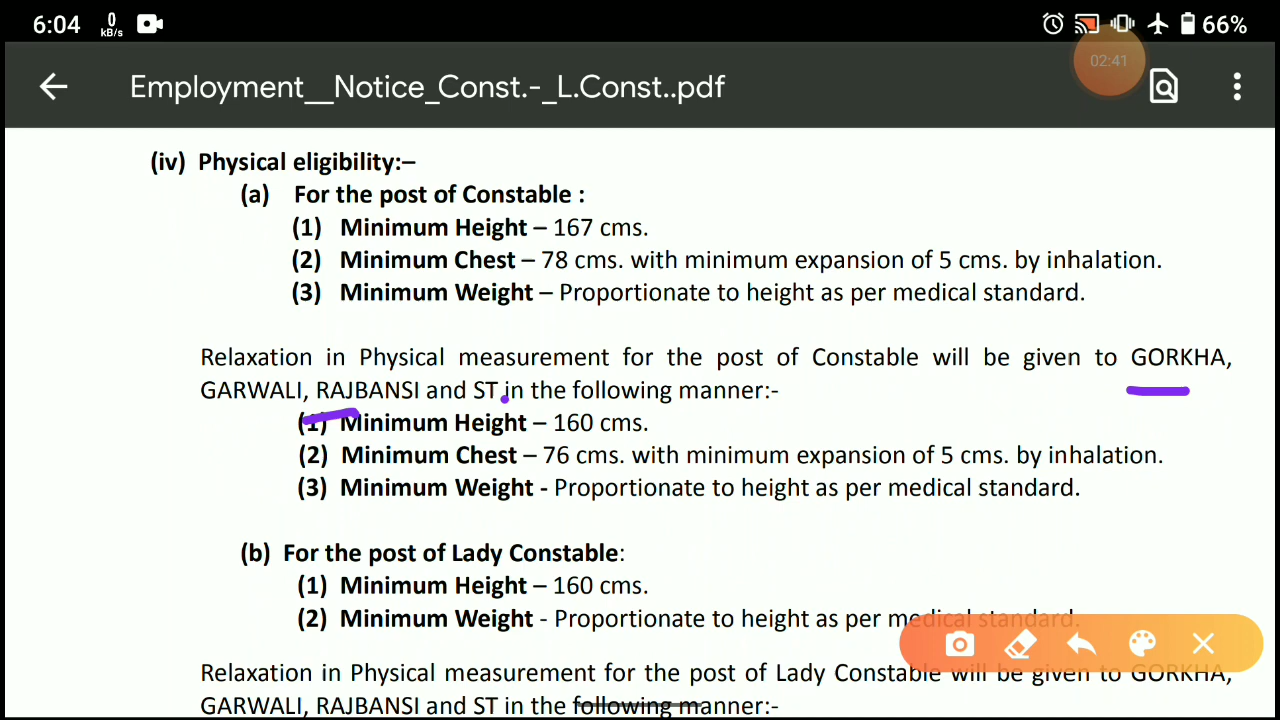 6:04 0 kB/s 66%
02:41
Employment__Notice_Const.-_L.Const..pdf
(iv) Physical eligibility:–
(a) For the post of Constable :
(1) Minimum Height – 167 cms.
(2) Minimum Chest – 78 cms. with minimum expansion of 5 cms. by inhalation.
(3) Minimum Weight – Proportionate to height as per medical standard.
Relaxation in Physical measurement for the post of Constable will be given to GORKHA,
GARWALI, RAJBANSI and ST in the following manner:-
(1) Minimum Height – 160 cms.
(2) Minimum Chest – 76 cms. with minimum expansion of 5 cms. by inhalation.
(3) Minimum Weight - Proportionate to height as per medical standard.
(b) For the post of Lady Constable:
(1) Minimum Height – 160 cms.
(2) Minimum Weight - Proportionate to height as per medical standard.
Relaxation in Physical measurement for the post of Lady Constable will be given to GORKHA,
GARWALI, RAJBANSI and ST in the following manner:-